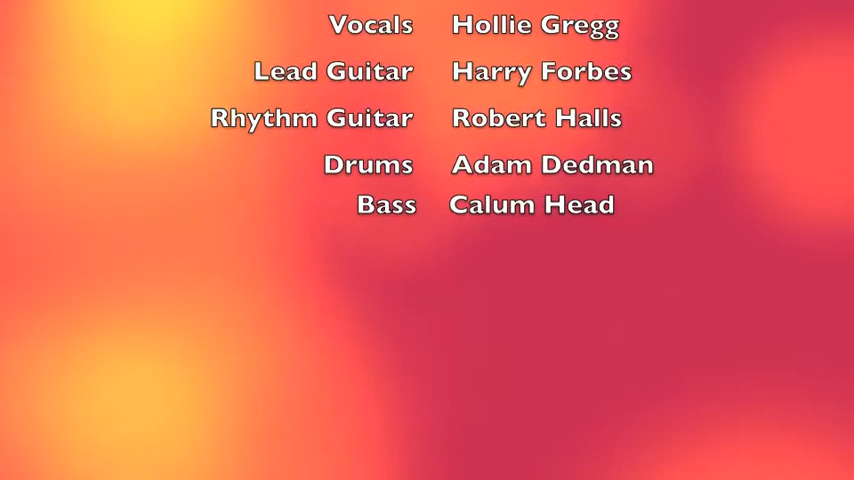 Vocals Hollie Gregg
Lead Guitar Harry Forbes
Rhythm Guitar Robert Halls
Drums Adam Dedman
Bass Calum Head